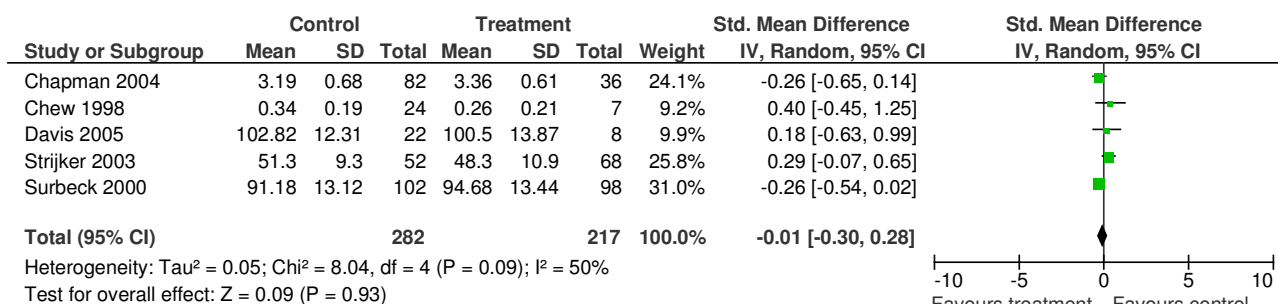 Control Treatment Std. Mean Difference Std. Mean Difference
Study or Subgroup Mean SD Total Mean SD Total Weight IV, Random, 95% CI IV, Random, 95% CI
Chapman 2004 3.19 0.68 82 3.36 0.61 36 24.1% -0.26 [-0.65, 0.14]
Chew 1998 0.34 0.19 24 0.26 0.21 7 9.2% 0.40 [-0.45, 1.25]
Davis 2005 102.82 12.31 22 100.5 13.87 8 9.9% 0.18 [-0.63, 0.99]
Strijker 2003 51.3 9.3 52 48.3 10.9 68 25.8% 0.29 [-0.07, 0.65]
Surbeck 2000 91.18 13.12 102 94.68 13.44 98 31.0% -0.26 [-0.54, 0.02]
Total (95% CI) 282 217 100.0% -0.01 [-0.30, 0.28]
Heterogeneity: Tau² = 0.05; Chi² = 8.04, df = 4 (P = 0.09); I² = 50%
Test for overall effect: Z = 0.09 (P = 0.93)
-10 -5 0 5 10
Favours treatment Favours control